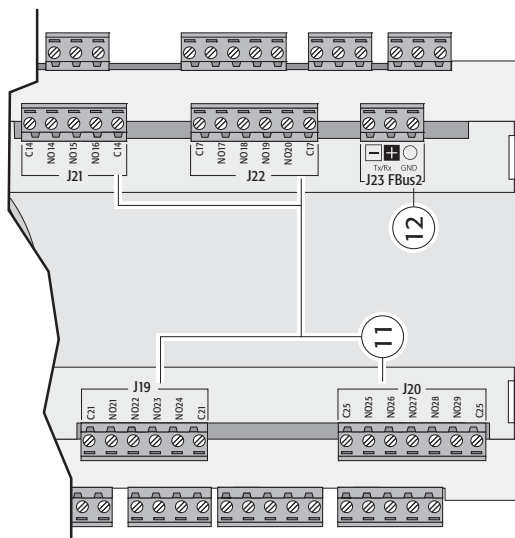 C14 NO14 NO15 NO16 C14
J21
C17 NO17 NO18 NO19 NO20 C17
J22
− +
Tx/Rx GND
J23 FBus2
12
11
J19
C21 NO21 NO22 NO23 NO24 C21
J20
C25 NO25 NO26 NO27 NO28 NO29 C25